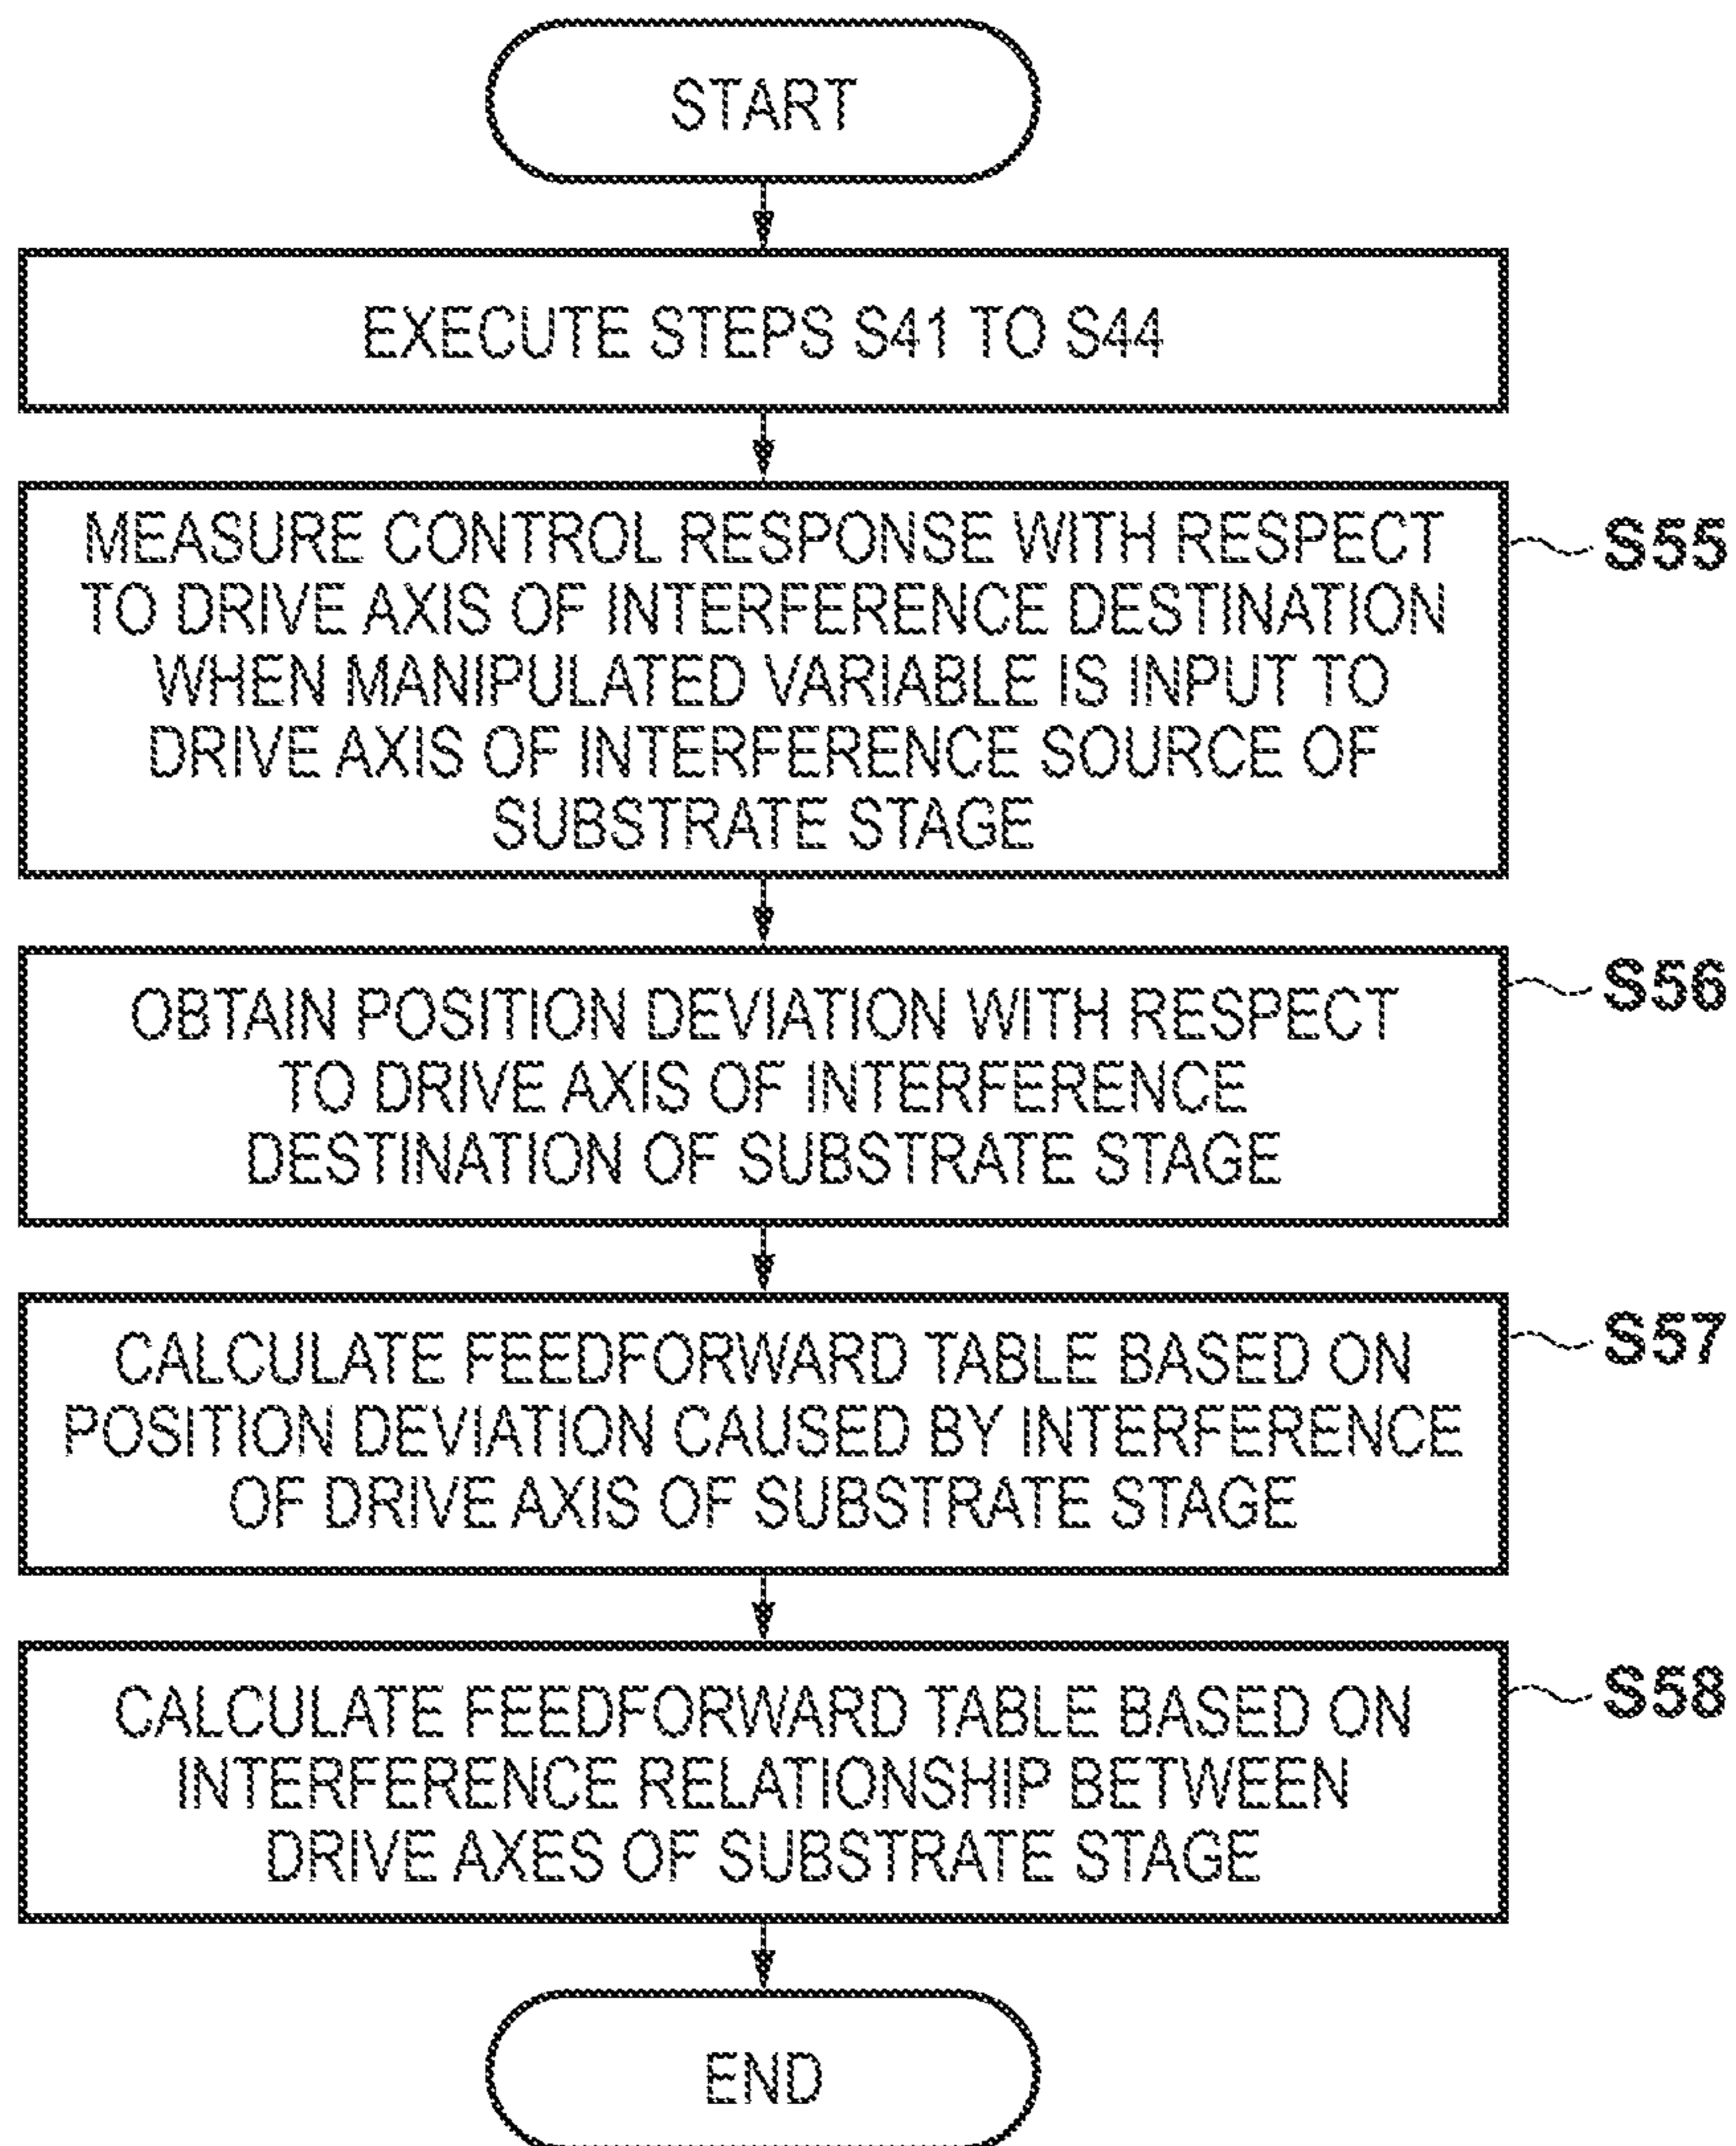 START
EXECUTE STEPS S41 TO S44
MEASURE CONTROL RESPONSE WITH RESPECT
TO DRIVE AXIS OF INTERFERENCE DESTINATION
WHEN MANIPULATED VARIABLE IS INPUT TO
DRIVE AXIS OF INTERFERENCE SOURCE OF
SUBSTRATE STAGE
S55
OBTAIN POSITION DEVIATION WITH RESPECT
TO DRIVE AXIS OF INTERFERENCE
DESTINATION OF SUBSTRATE STAGE
S56
CALCULATE FEEDFORWARD TABLE BASED ON
POSITION DEVIATION CAUSED BY INTERFERENCE
OF DRIVE AXIS OF SUBSTRATE STAGE
S57
CALCULATE FEEDFORWARD TABLE BASED ON
INTERFERENCE RELATIONSHIP BETWEEN
DRIVE AXES OF SUBSTRATE STAGE
S58
END